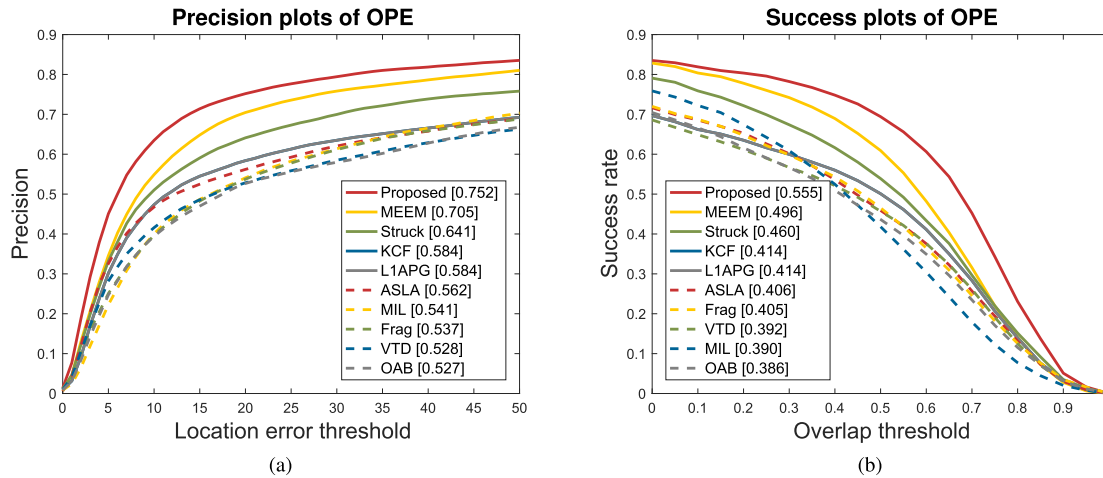 Precision plots of OPE
0.9
0.8
0.7
0.6
0.5
0.4
0.3
0.2
0.1
0
Precision
Proposed [0.752]
MEEM [0.705]
Struck [0.641]
KCF [0.584]
L1APG [0.584]
ASLA [0.562]
MIL [0.541]
Frag [0.537]
VTD [0.528]
OAB [0.527]
0 5 10 15 20 25 30 35 40 45 50
Location error threshold
(a)
Success plots of OPE
0.9
0.8
0.7
0.6
0.5
0.4
0.3
0.2
0.1
0
Success rate
Proposed [0.555]
MEEM [0.496]
Struck [0.460]
KCF [0.414]
L1APG [0.414]
ASLA [0.406]
Frag [0.405]
VTD [0.392]
MIL [0.390]
OAB [0.386]
0 0.1 0.2 0.3 0.4 0.5 0.6 0.7 0.8 0.9
Overlap threshold
(b)